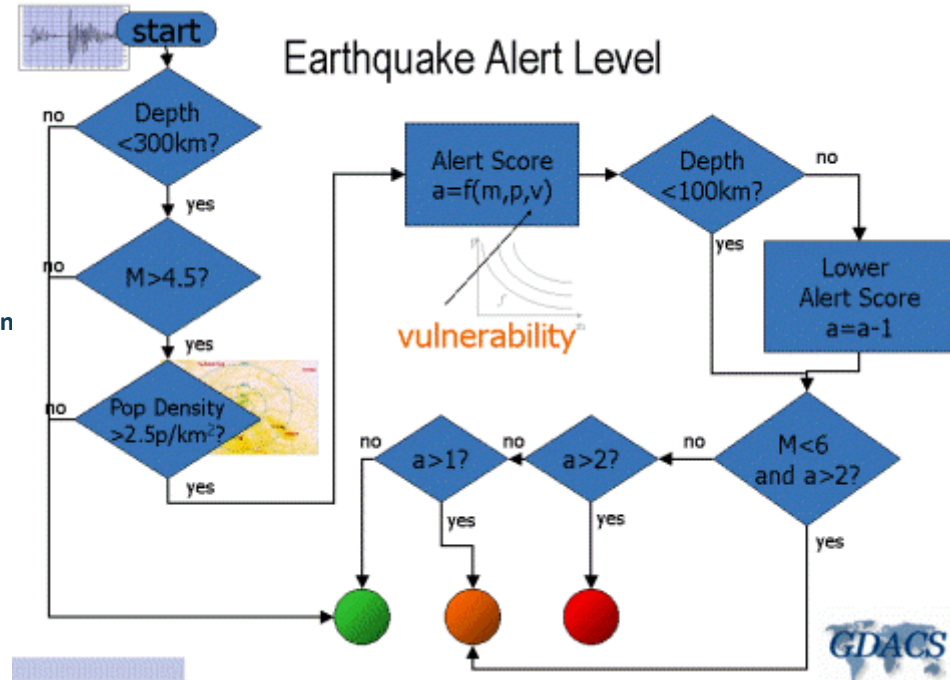 start
Earthquake Alert Level
no
Depth
<300km?
yes
no
M>4.5?
yes
n
no
Pop Density
>2.5p/km²?
yes
Alert Score
a=f(m,p,v)
vulnerability
Depth
<100km?
no
yes
Lower
Alert Score
a=a-1
M<6
and a>2?
no
yes
a>2?
no
yes
a>1?
no
yes
GDACS